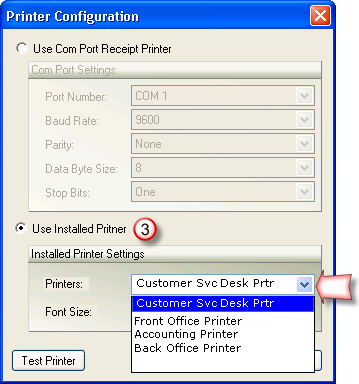 Printer Configuration
Use Com Port Receipt Printer
Com Port Settings
Port Number: COM 1
Baud Rate: 9600
Parity: None
Data Byte Size: 8
Stop Bits: One
Use Installed Pritner 3
Installed Printer Settings
Printers: Customer Svc Desk Prtr
Customer Svc Desk Prtr
Font Size: Front Office Printer
Accounting Printer
Back Office Printer
Test Printer